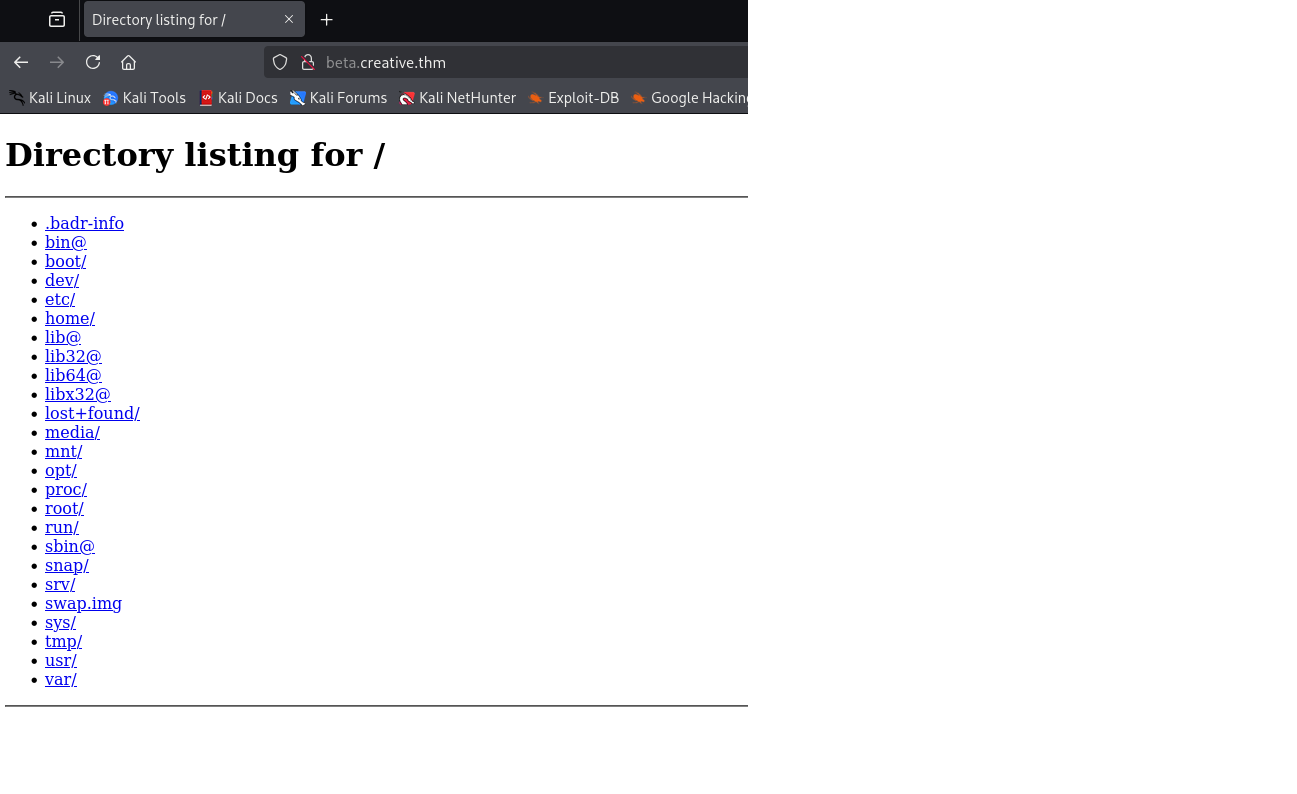 Directory listing for /
beta.creative.thm
Kali Linux Kali Tools Kali Docs Kali Forums Kali NetHunter Exploit-DB Google Hackin
Directory listing for /
.badr-info
bin@
boot/
dev/
etc/
home/
lib@
lib32@
lib64@
libx32@
lost+found/
media/
mnt/
opt/
proc/
root/
run/
sbin@
snap/
srv/
swap.img
sys/
tmp/
usr/
var/